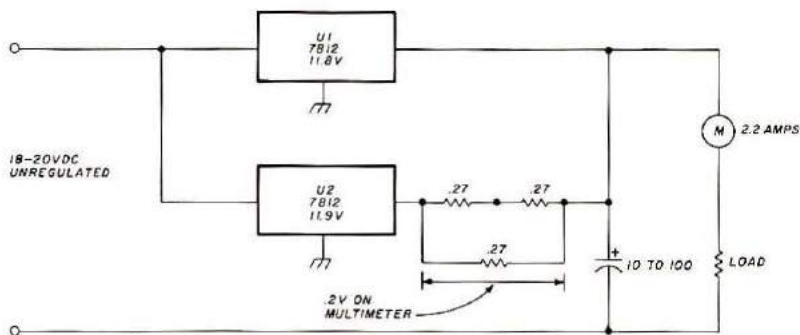 U1
7812
11.8V
M
2.2 AMPS
18-20VDC
UNREGULATED
U2
7812
11.9V
.27
.27
.27
+
10 TO 100
LOAD
.2V ON
MULTIMETER